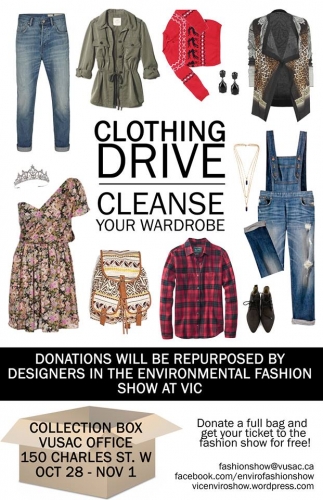 CLOTHING
DRIVE
CLEANSE
YOUR WARDROBE
DONATIONS WILL BE REPURPOSED BY
DESIGNERS IN THE ENVIRONMENTAL FASHION
SHOW AT VIC
COLLECTION BOX
VUSAC OFFICE
150 CHARLES ST. W
OCT 28 - NOV 1
Donate a full bag and
get your ticket to the
fashion show for free!
fashionshow@vusac.ca
facebook.com/envirofashionshow
vicenviroshow.wordpress.com